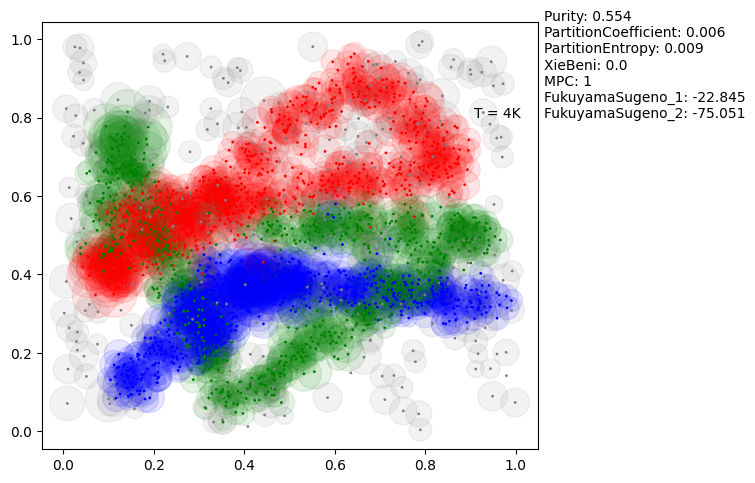 Purity: 0.554
PartitionCoefficient: 0.006
PartitionEntropy: 0.009
XieBeni: 0.0
MPC: 1
FukuyamaSugeno_1: -22.845
FukuyamaSugeno_2: -75.051
T = 4K
1.0
0.8
0.6
0.4
0.2
0.0
0.0 0.2 0.4 0.6 0.8 1.0